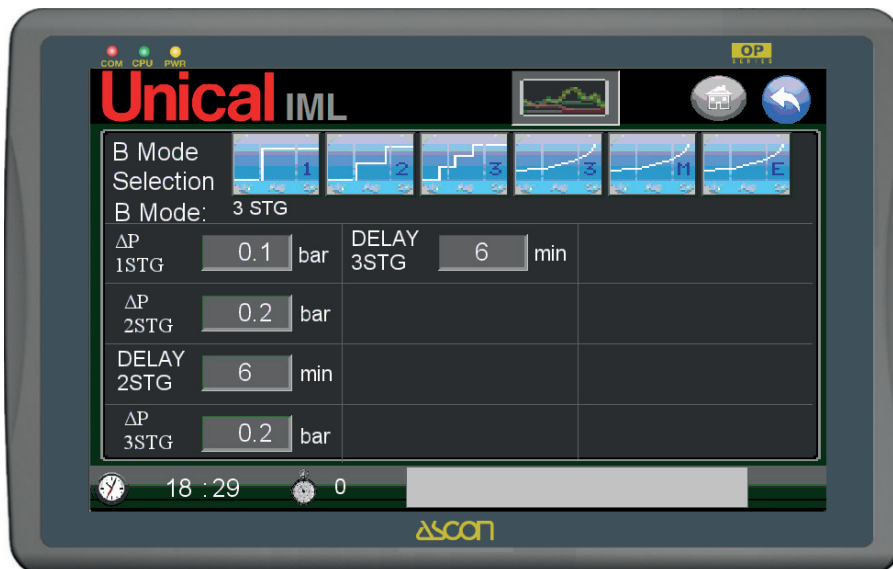 COM CPU PWR
OP
SERIES
Unical IML
B Mode
Selection
1
2
3
3
M
E
B Mode: 3 STG
ΔP
1STG
0.1 bar
DELAY
3STG
6 min
ΔP
2STG
0.2 bar
DELAY
2STG
6 min
ΔP
3STG
0.2 bar
18 : 29
0
ASCON